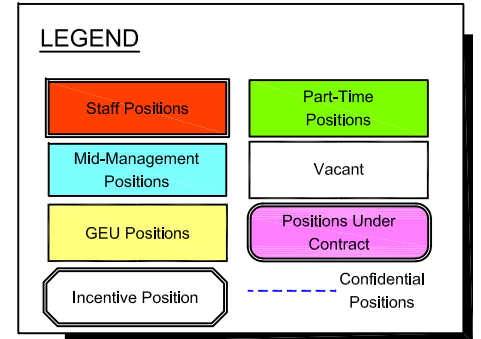 LEGEND
Staff Positions
Part-Time
Positions
Mid-Management
Positions
Vacant
GEU Positions
Positions Under
Contract
Incentive Position
Confidential
Positions